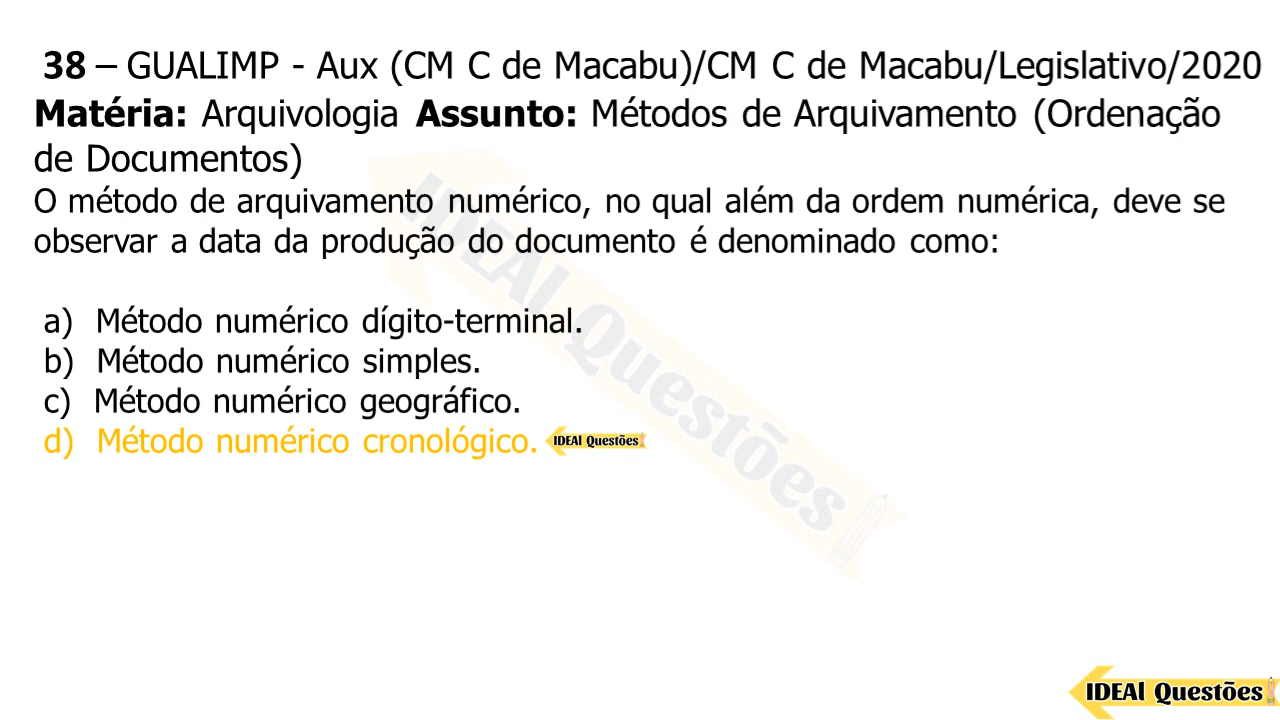 38 – GUALIMP - Aux (CM C de Macabu)/CM C de Macabu/Legislativo/2020
Matéria: Arquivologia Assunto: Métodos de Arquivamento (Ordenação
de Documentos)
O método de arquivamento numérico, no qual além da ordem numérica, deve se
observar a data da produção do documento é denominado como:
a) Método numérico dígito-terminal.
b) Método numérico simples.
c) Método numérico geográfico.
d) Método numérico cronológico. IDEAl Questões
IDEAl Questões
IDEAl Questões